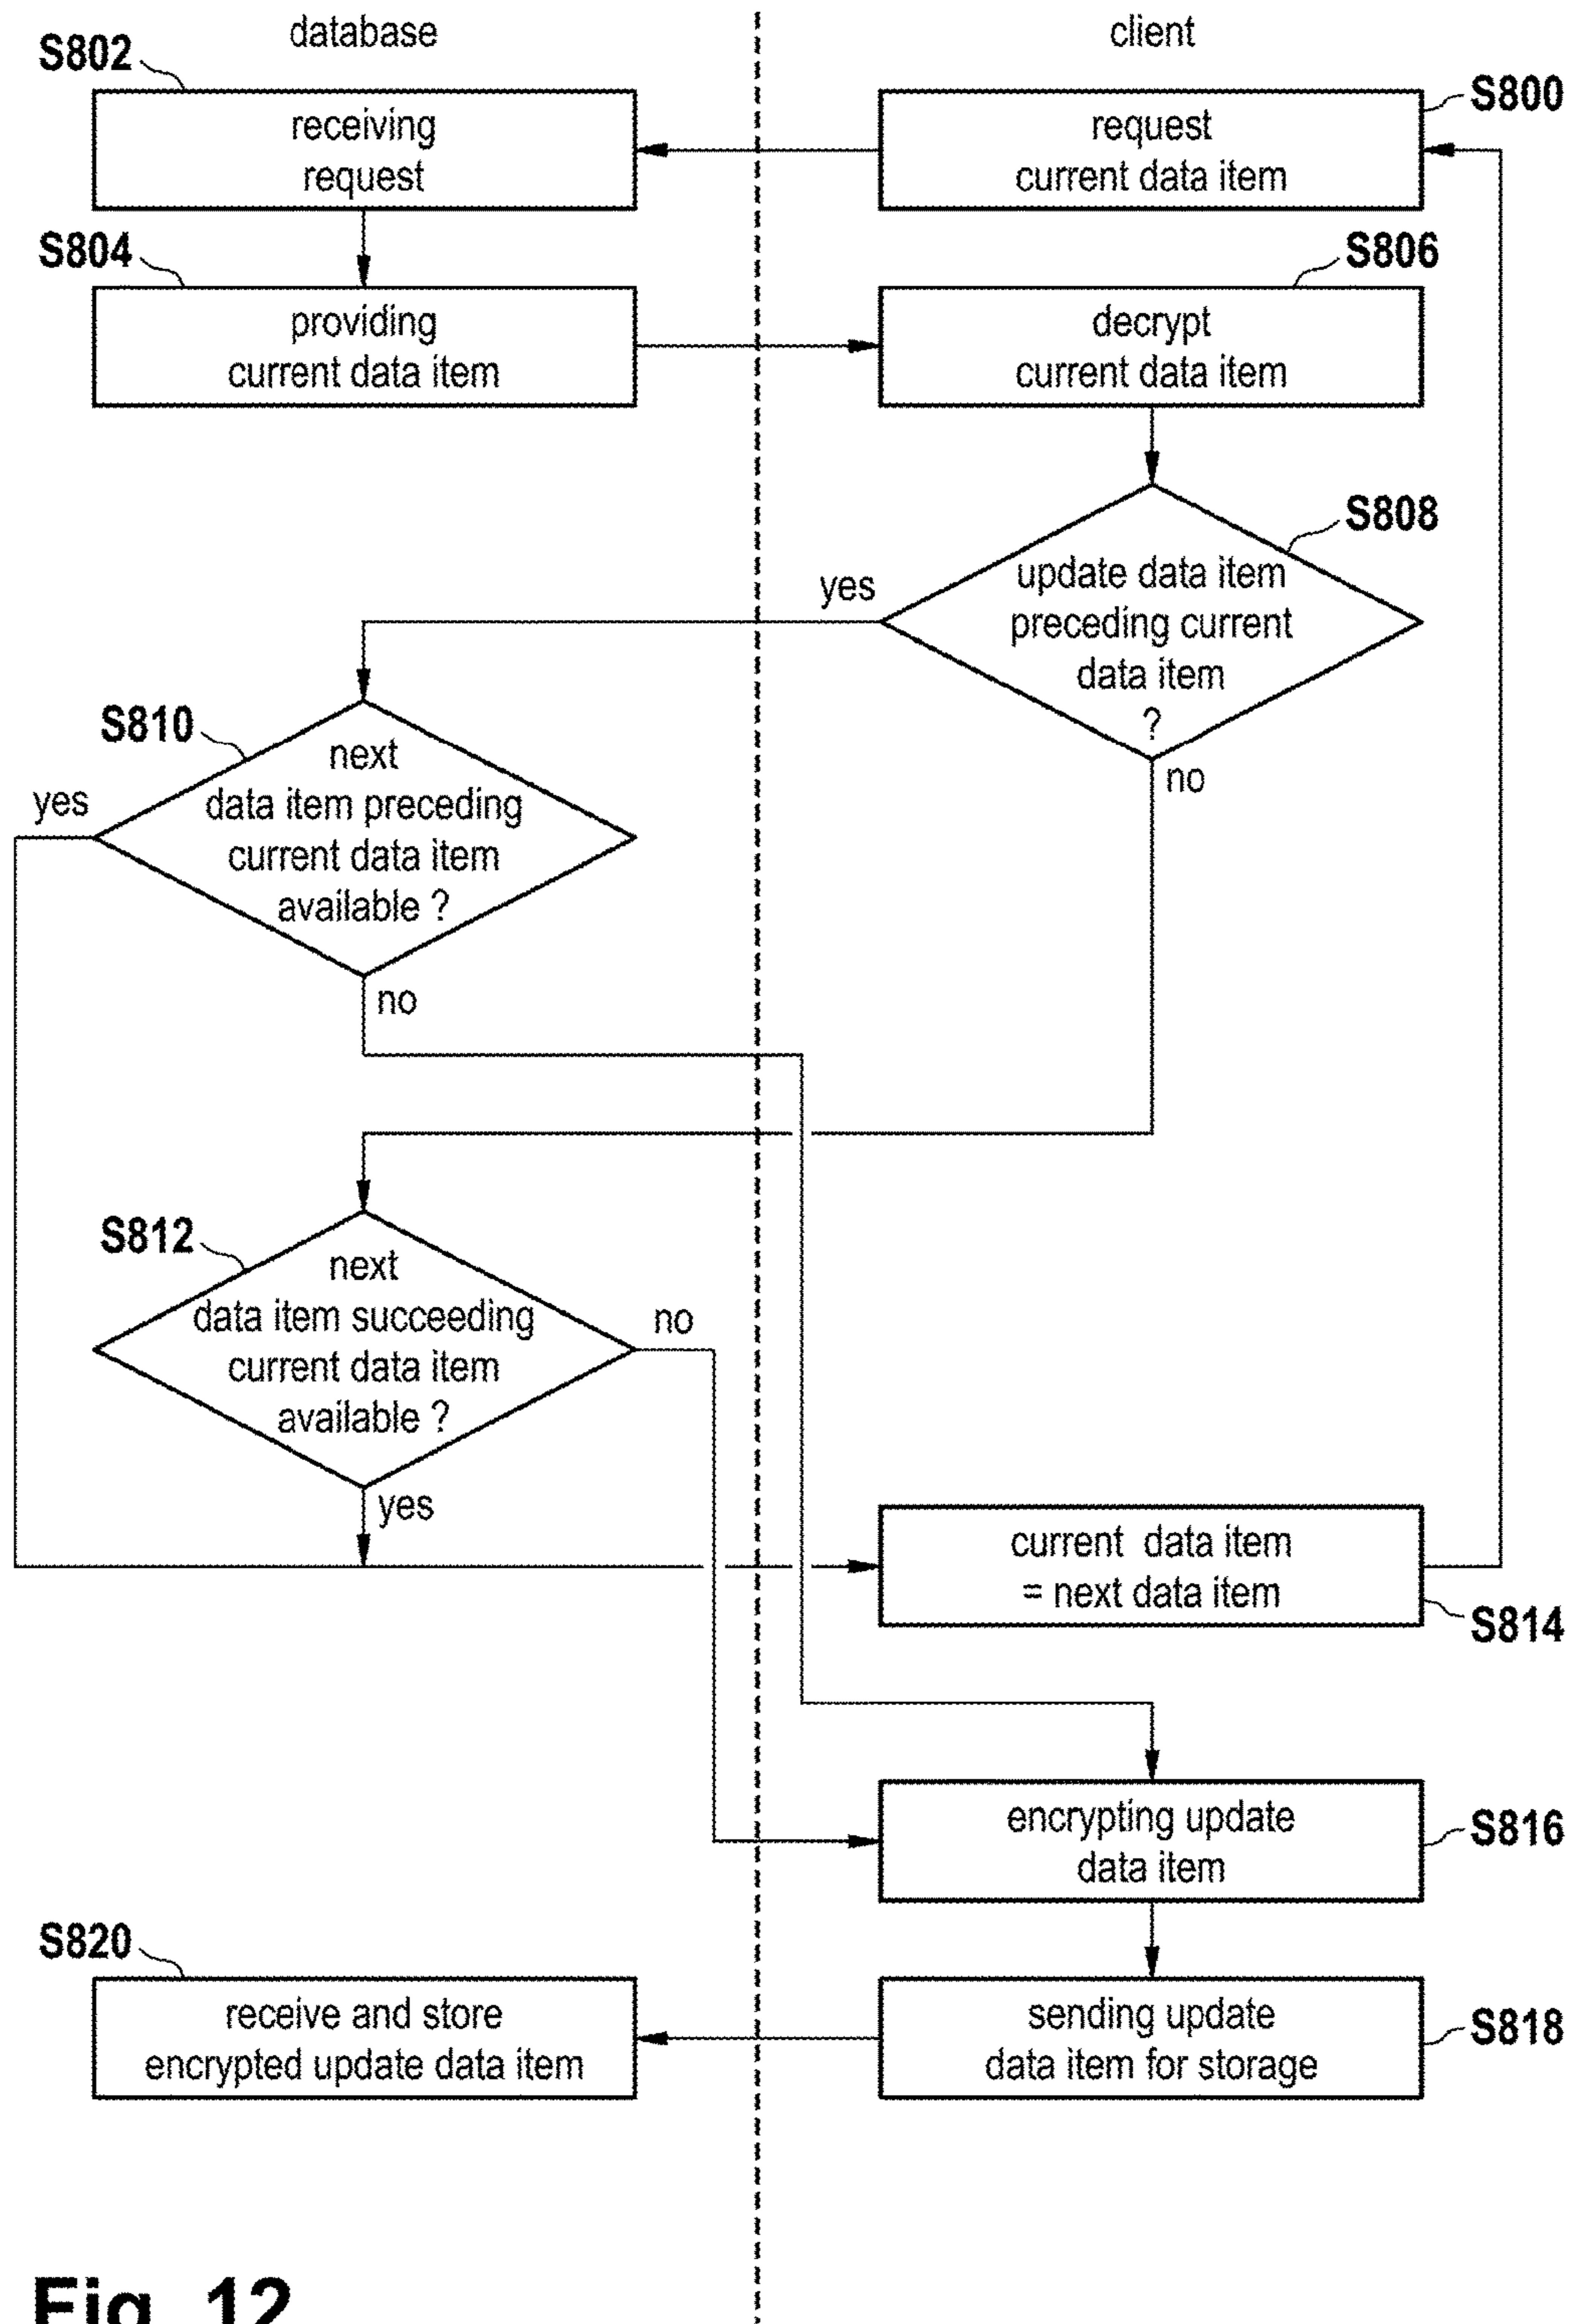 database
client
S802
S800
receiving
request
request
current data item
S804
S806
providing
current data item
decrypt
current data item
S808
update data item
preceding current
data item
?
yes
no
S810
next
data item preceding
current data item
available ?
yes
no
S812
next
data item succeeding
current data item
available ?
no
yes
current data item
= next data item
S814
encrypting update
data item
S816
S820
receive and store
encrypted update data item
sending update
data item for storage
S818
Fig. 12